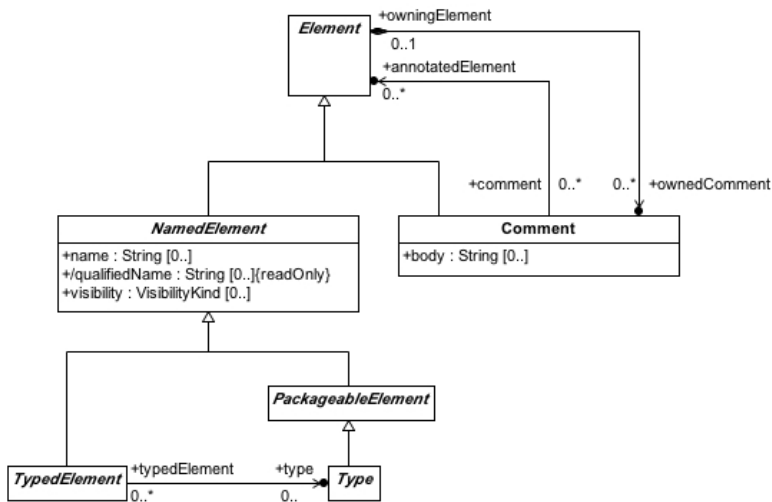 Element
+owningElement
0..1
+annotatedElement
0..*
+comment
0..*
0..*
+ownedComment
NamedElement
+name : String [0..]
+/qualifiedName : String [0..]{readOnly}
+visibility : VisibilityKind [0..]
Comment
+body : String [0..]
PackageableElement
TypedElement
+typedElement
0..*
+type
0..
Type